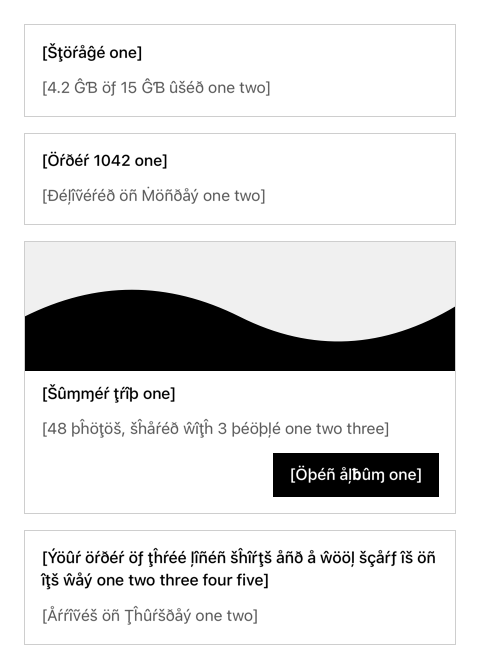 [Šţöŕåĝé one]
[4.2 ĜƁ öƒ 15 ĜƁ ûšéð one two]
[Öŕðéŕ 1042 one]
[Ðéļîṽéŕéð öñ Ṁöñðåý one two]
[Šûɱɱéŕ ţŕîþ one]
[48 þĥöţöš, šĥåŕéð ŵîţĥ 3 þéöþļé one two three]
[Öþéñ åļƀûɱ one]
[Ýöûŕ öŕðéŕ öƒ ţĥŕéé ļîñéñ šĥîŕţš åñð å ŵööļ šçåŕƒ îš öñ
îţš ŵåý one two three four five]
[Åŕŕîṽéš öñ Ţĥûŕšðåý one two]